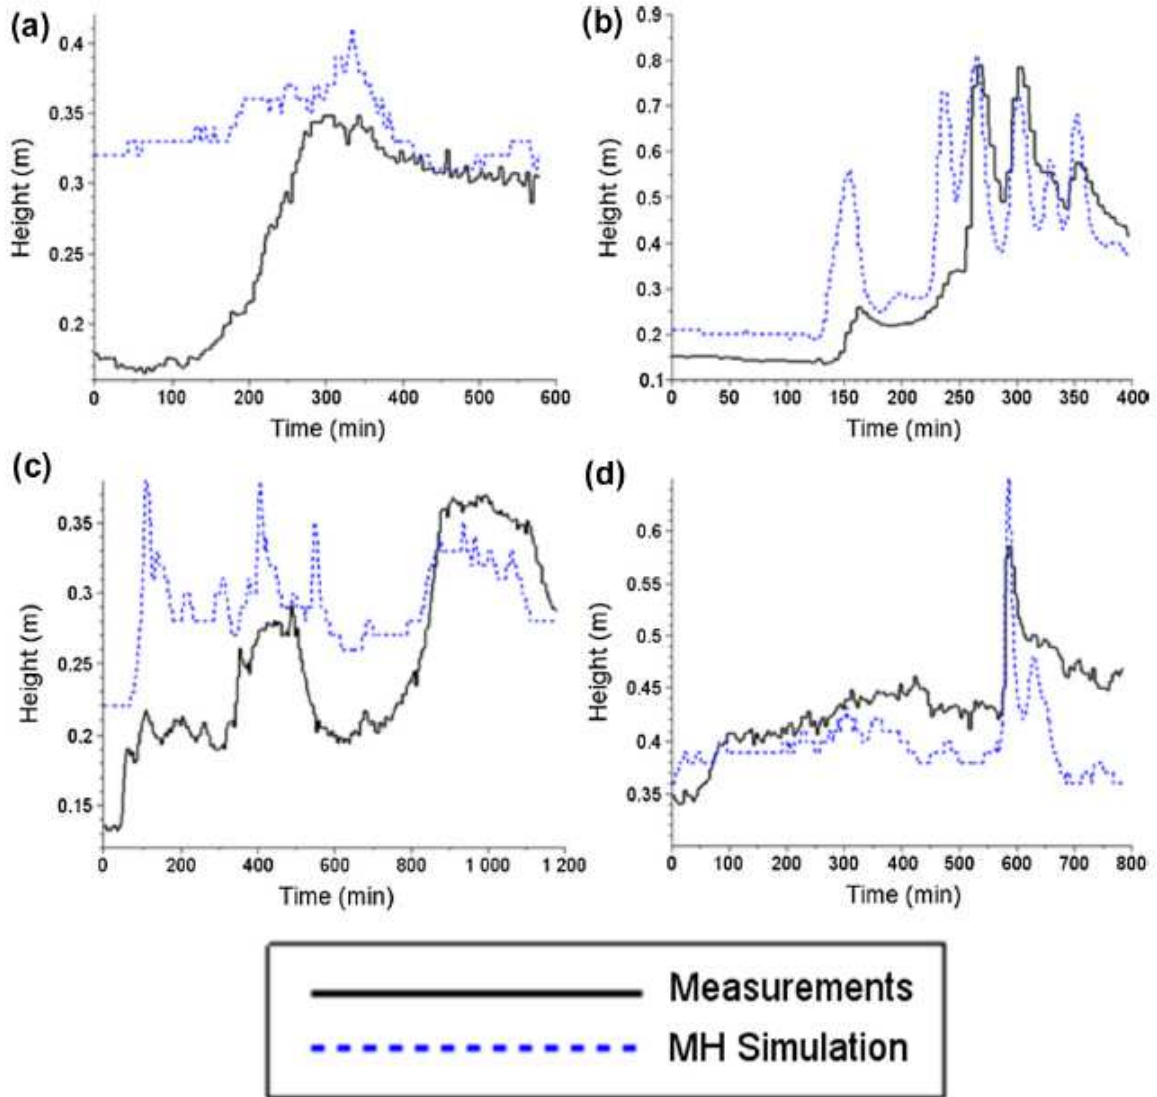 (a)
0.4
0.35
0.3
0.25
0.2
Height (m)
0 100 200 300 400 500 600
Time (min)
(b)
0.9
0.8
0.7
0.6
0.5
0.4
0.3
0.2
0.1
Height (m)
0 50 100 150 200 250 300 350 400
Time (min)
(c)
0.35
0.3
0.25
0.2
0.15
Height (m)
0 200 400 600 800 1 000 1 200
Time (min)
(d)
0.6
0.55
0.5
0.45
0.4
0.35
Height (m)
0 100 200 300 400 500 600 700 800
Time (min)
Measurements
MH Simulation